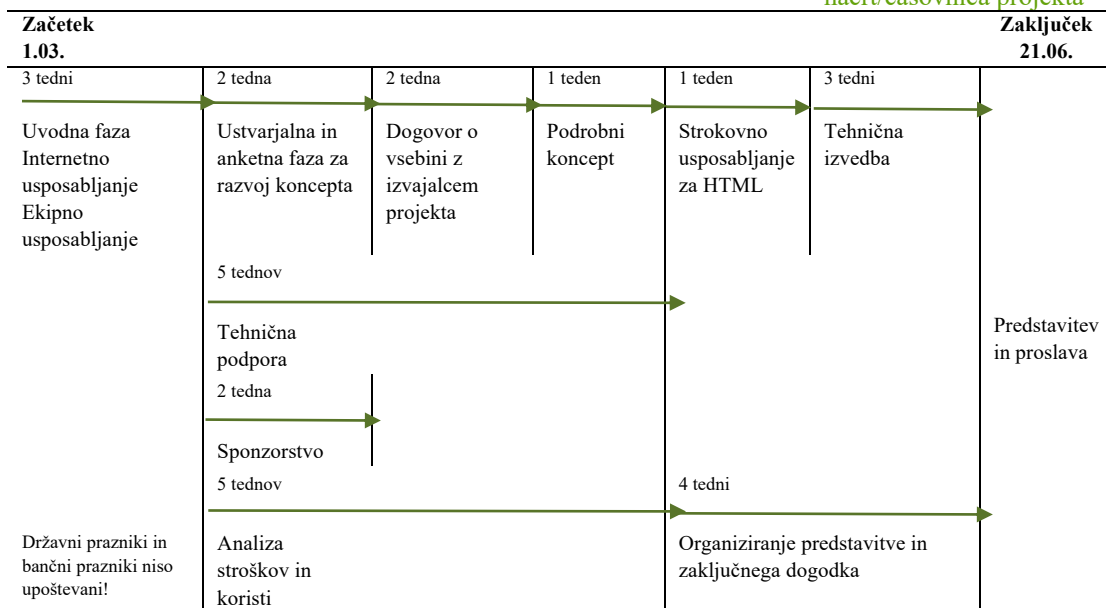 načrt/časovnica projekta
Začetek
1.03.
Zaključek
21.06.
3 tedni
2 tedna
2 tedna
1 teden
1 teden
3 tedni
Uvodna faza
Internetno
usposabljanje
Ekipno
usposabljanje
Ustvarjalna in
anketna faza za
razvoj koncepta
Dogovor o
vsebini z
izvajalcem
projekta
Podrobni
koncept
Strokovno
usposabljanje
za HTML
Tehnična
izvedba
5 tednov
Tehnična
podpora
Predstavitev
in proslava
2 tedna
Sponzorstvo
5 tednov
4 tedni
Državni prazniki in
bančni prazniki niso
upoštevani!
Analiza
stroškov in
koristi
Organiziranje predstavitve in
zaključnega dogodka